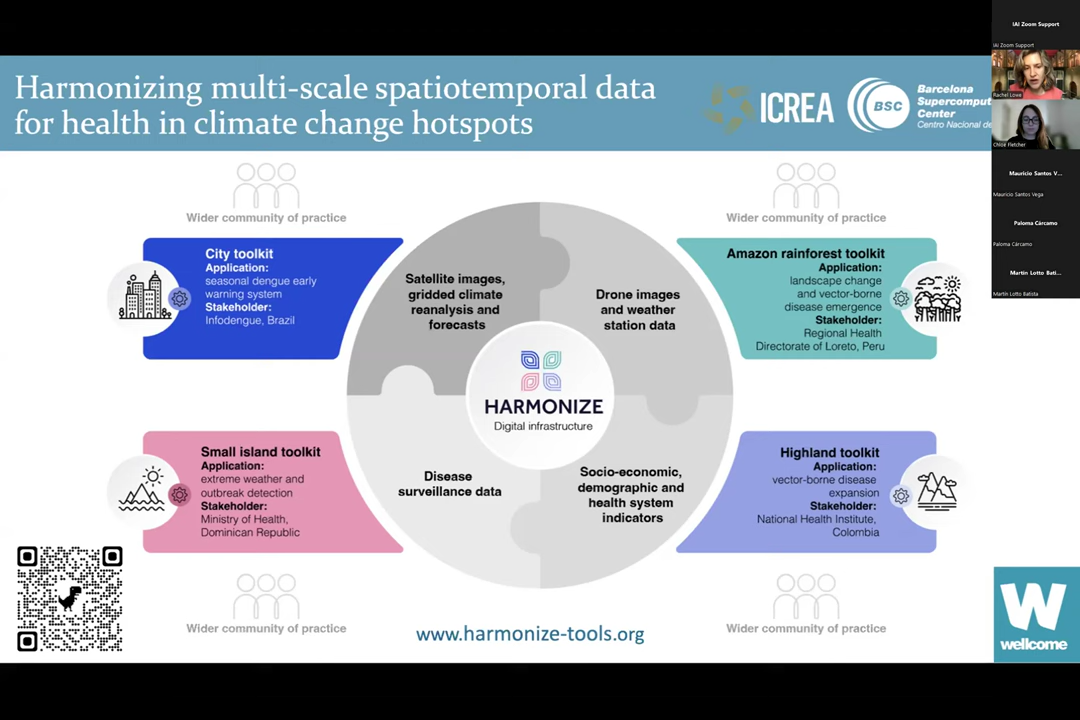 Harmonizing multi-scale spatiotemporal data
for health in climate change hotspots
ICREA
BSC
Barcelona
Supercomput
Center
Centro Nacional de
IAI Zoom Support
IAI Zoom Support
Rachel Lowe
Chloe Fletcher
Mauricio Santos V...
Mauricio Santos Vega
Paloma Cárcamo
Paloma Cárcamo
Martín Lotto Bati...
Martín Lotto Batista
Wider community of practice
Wider community of practice
City toolkit
Application:
seasonal dengue early
warning system
Stakeholder:
Infodengue, Brazil
Satellite images,
gridded climate
reanalysis and
forecasts
Drone images
and weather
station data
Amazon rainforest toolkit
Application:
landscape change
and vector-borne
disease emergence
Stakeholder:
Regional Health
Directorate of Loreto, Peru
HARMONIZE
Digital infrastructure
Small island toolkit
Application:
extreme weather and
outbreak detection
Stakeholder:
Ministry of Health,
Dominican Republic
Disease
surveillance data
Socio-economic,
demographic and
health system
indicators
Highland toolkit
Application:
vector-borne disease
expansion
Stakeholder:
National Health Institute,
Colombia
Wider community of practice
www.harmonize-tools.org
Wider community of practice
W
wellcome